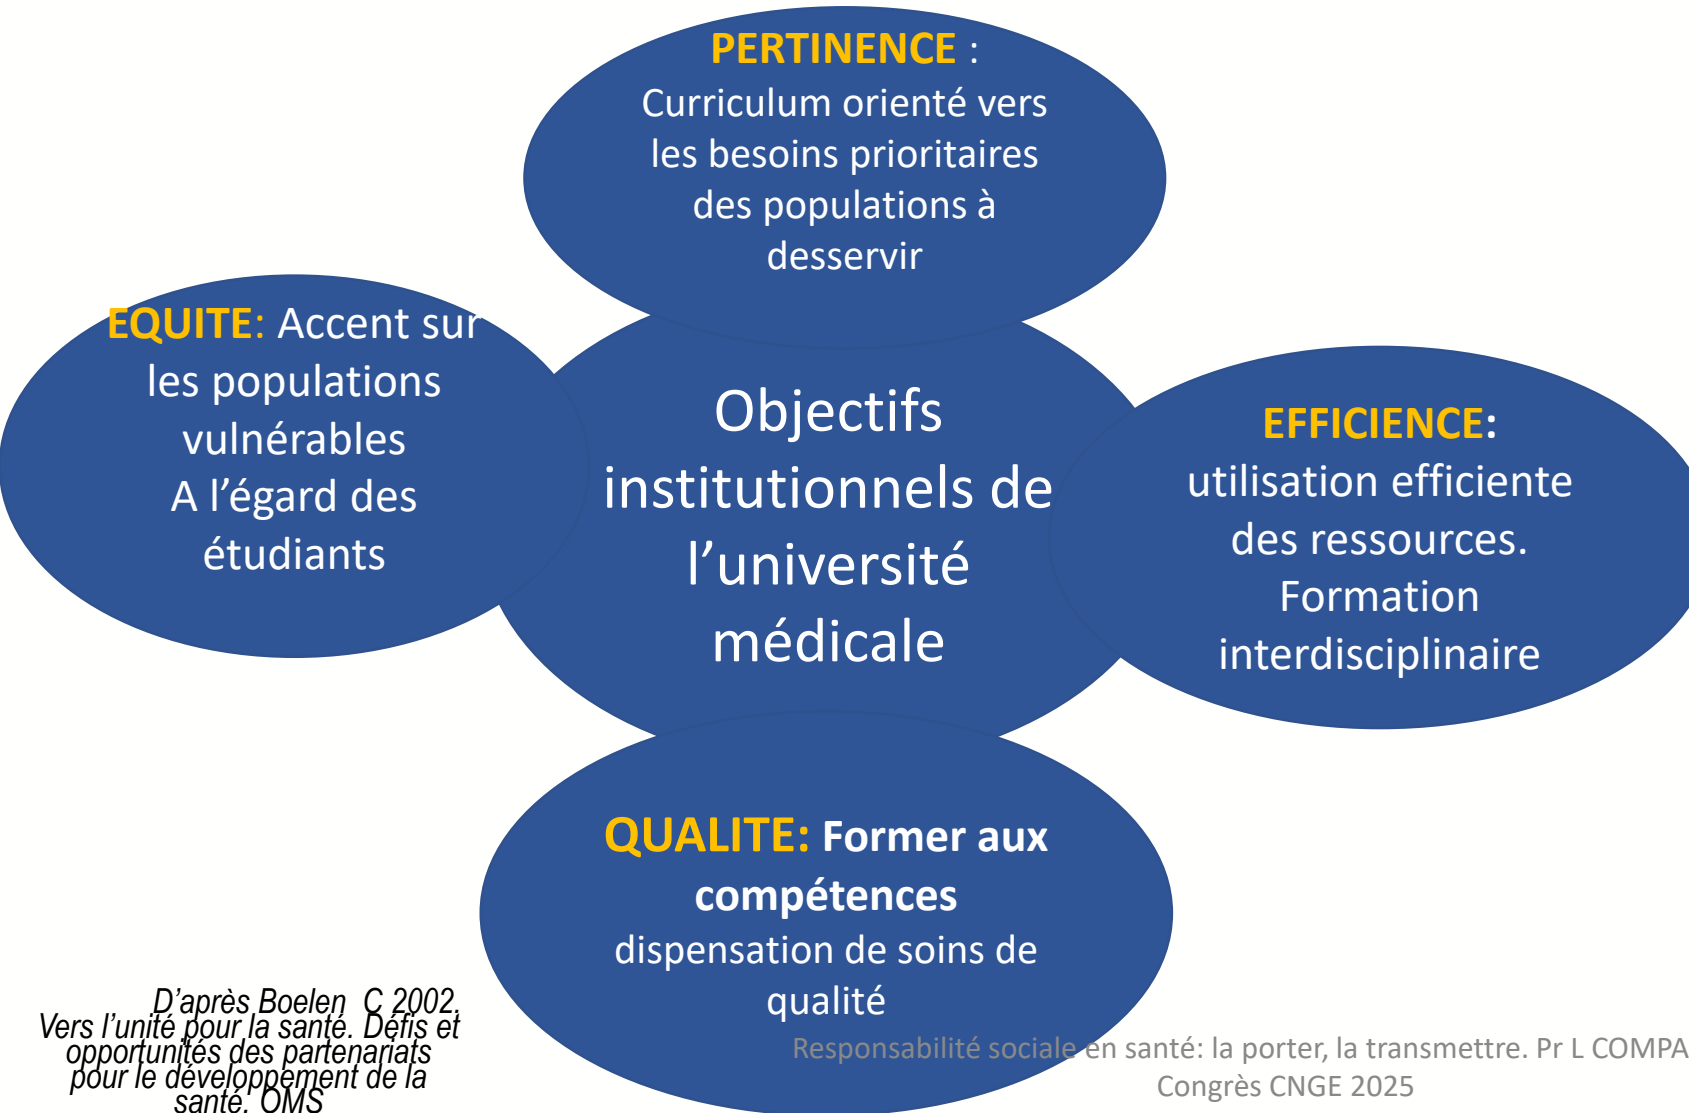 PERTINENCE :
Curriculum orienté vers
les besoins prioritaires
des populations à
desservir
EQUITE: Accent sur
les populations
vulnérables
A l’égard des
étudiants
Objectifs
institutionnels de
l’université
médicale
EFFICIENCE:
utilisation efficiente
des ressources.
Formation
interdisciplinaire
QUALITE: Former aux
compétences
dispensation de soins de
qualité
D’après Boelen C 2002.
Vers l’unité pour la santé. Défis et
opportunités des partenariats
pour le développement de la
santé. OMS
Responsabilité sociale en santé: la porter, la transmettre. Pr L COMPA
Congrès CNGE 2025